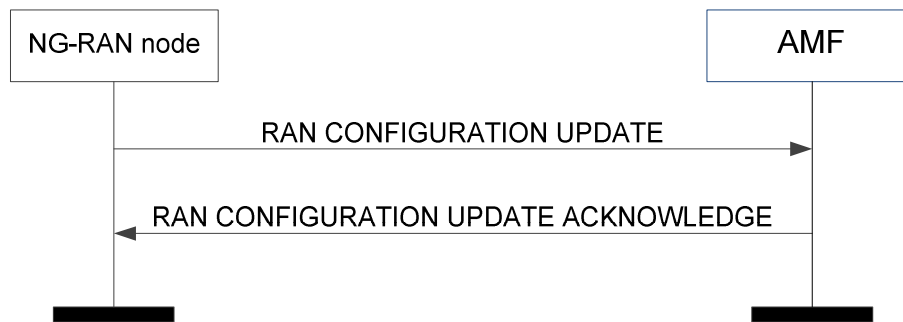 NG-RAN node
AMF
RAN CONFIGURATION UPDATE
RAN CONFIGURATION UPDATE ACKNOWLEDGE